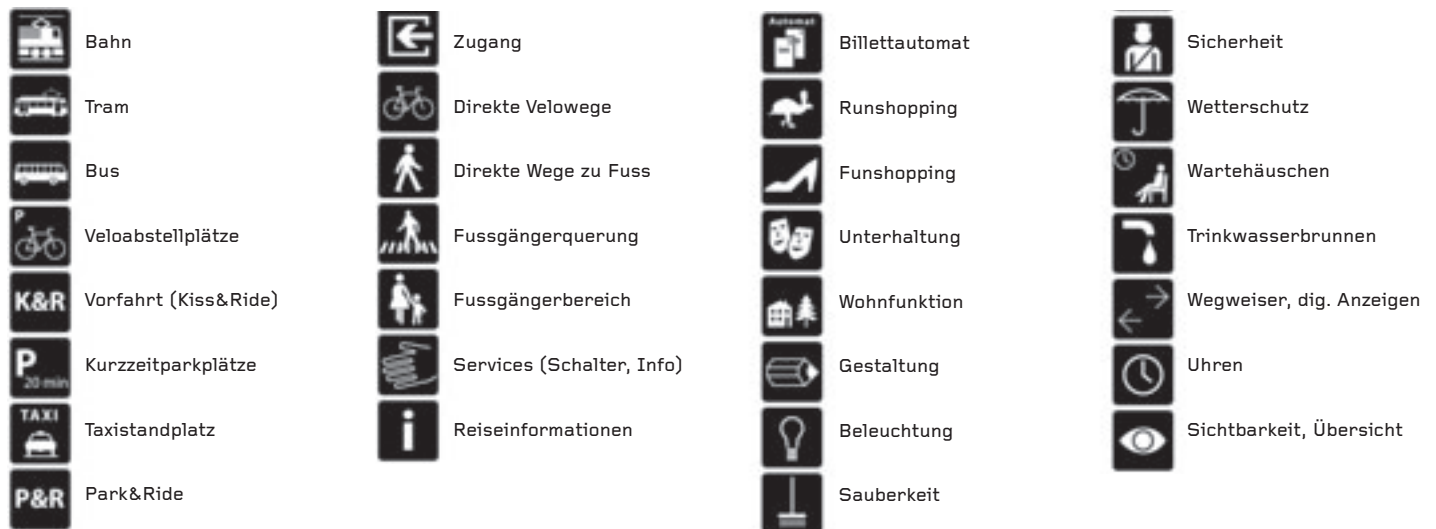 Bahn
Tram
Bus
P
Veloabstellplätze
K&R
Vorfahrt (Kiss&Ride)
P
20 min
Kurzzeitparkplätze
TAXI
Taxistandplatz
P&R
Park&Ride
Zugang
Direkte Velowege
Direkte Wege zu Fuss
Fussgängerquerung
Fussgängerbereich
Services (Schalter, Info)
i
Reiseinformationen
Automat
Billettautomat
Runshopping
Funshopping
Unterhaltung
Wohnfunktion
Gestaltung
Beleuchtung
Sauberkeit
Sicherheit
Wetterschutz
Wartehäuschen
Trinkwasserbrunnen
Wegweiser, dig. Anzeigen
Uhren
Sichtbarkeit, Übersicht